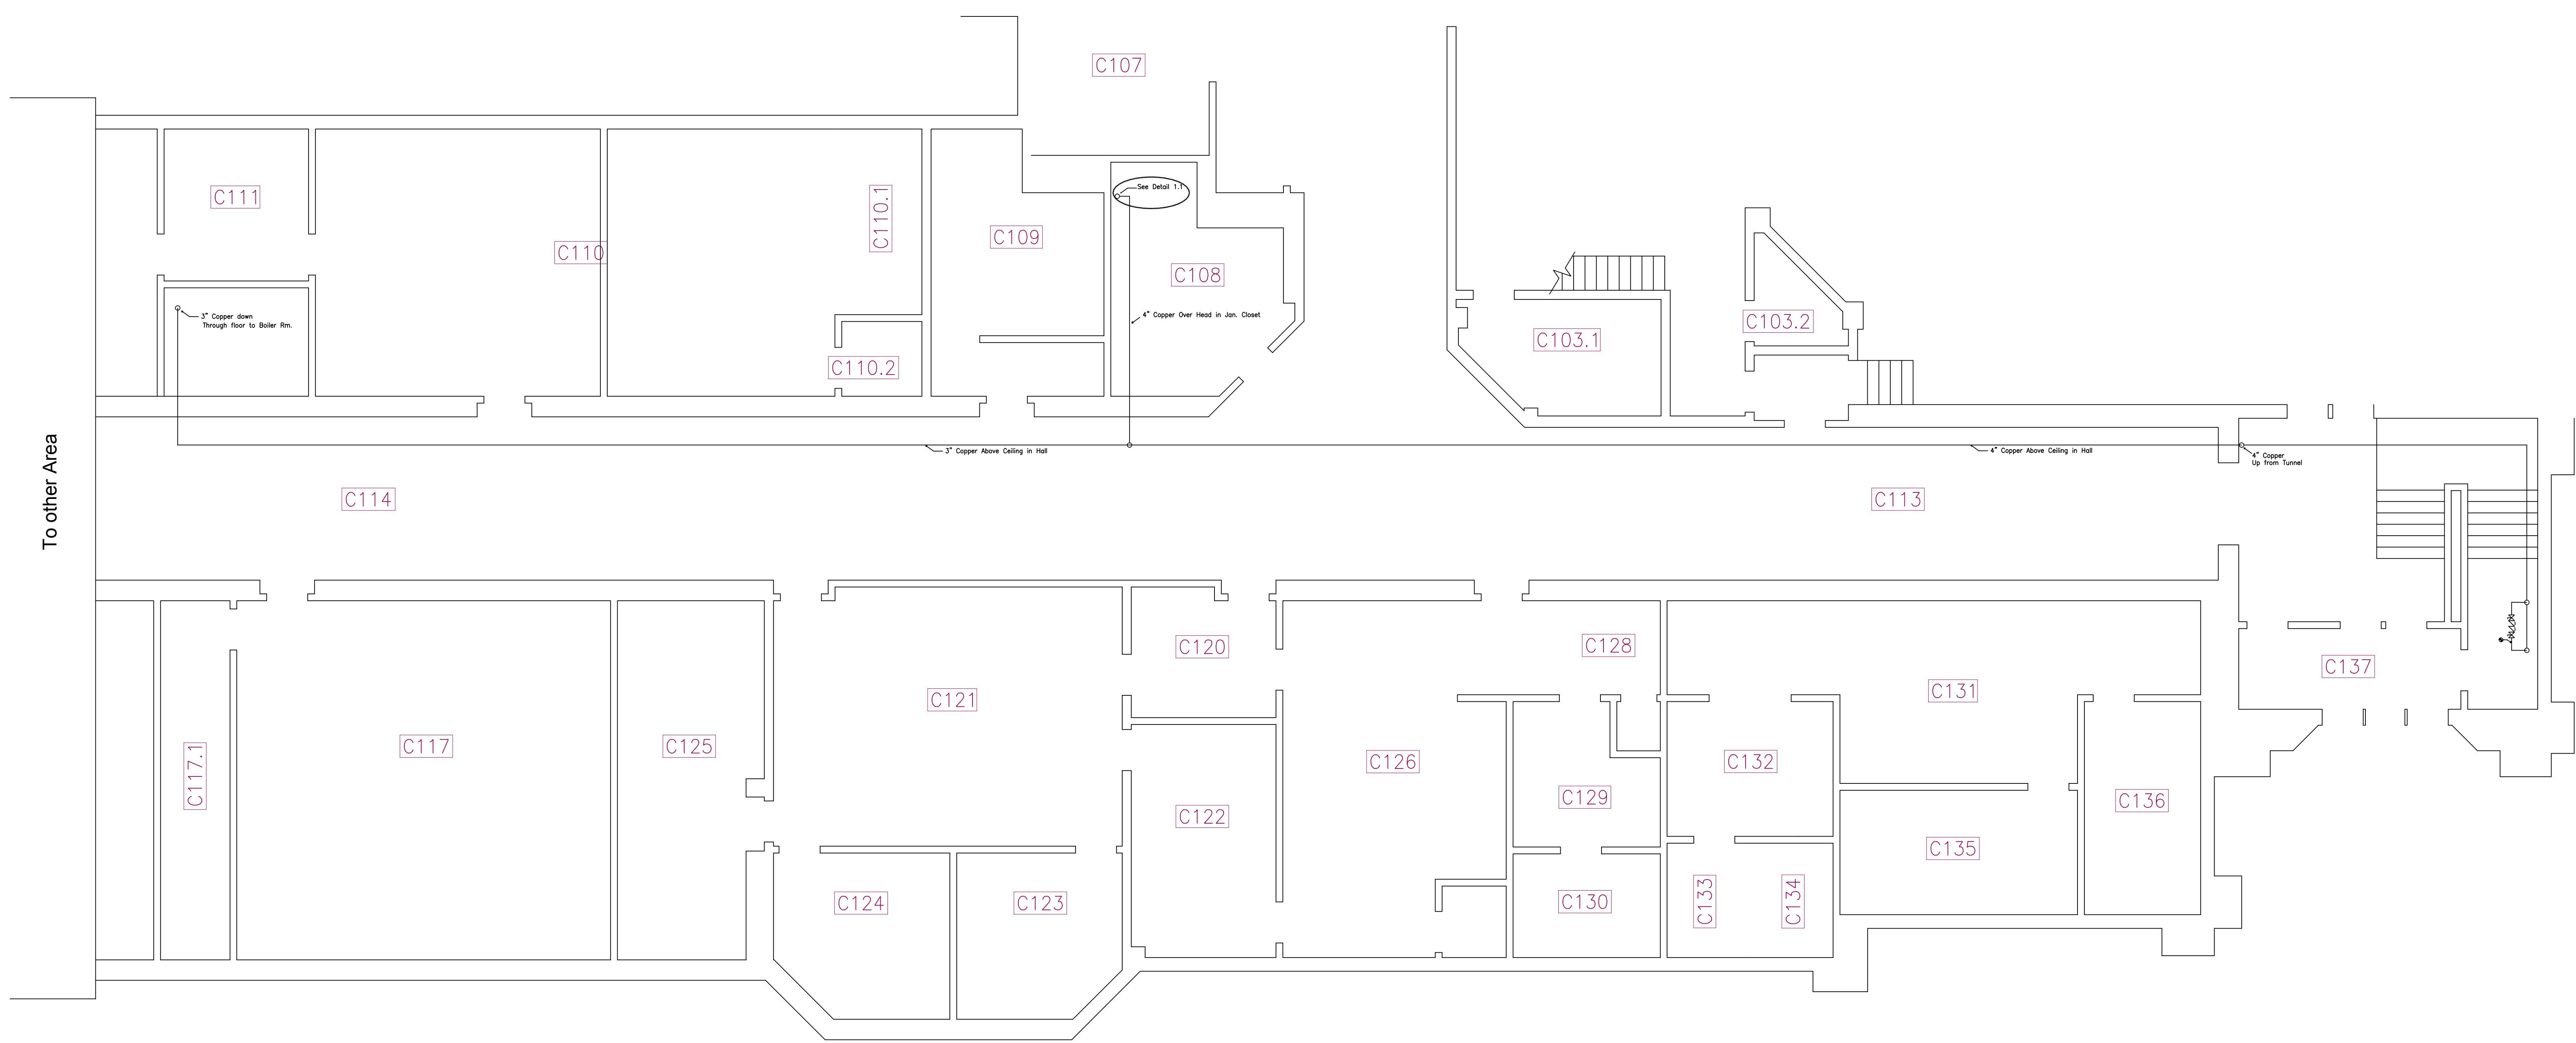 C107
C111
C110.1
See Detail 1.1
C109
C110
C108
3" Copper down
Through floor to Boiler Rm.
4" Copper Over Head in Jan. Closet
C103.2
C103.1
C110.2
To other Area
3" Copper Above Ceiling in Hall
4" Copper Above Ceiling in Hall
4" Copper
Up from Tunnel
C114
C113
C120
C128
C137
C121
C131
C117.1
C117
C125
C126
C132
C129
C136
C122
C135
C124
C123
C130
C133
C134